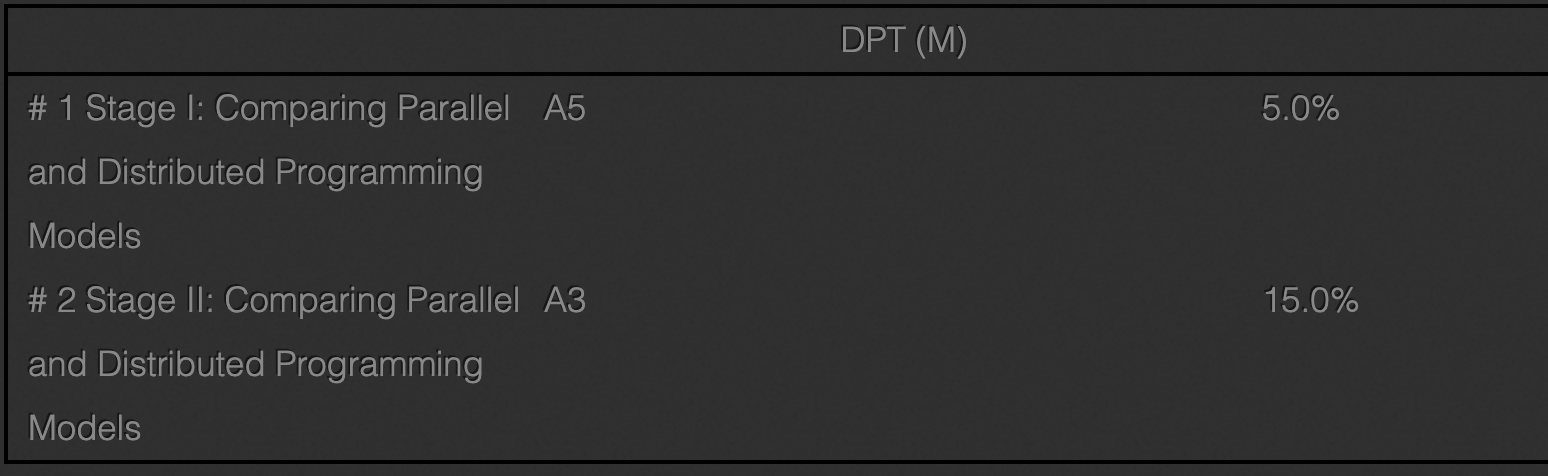 DPT (M)
# 1 Stage I: Comparing Parallel A5 5.0%
and Distributed Programming
Models
# 2 Stage II: Comparing Parallel A3 15.0%
and Distributed Programming
Models